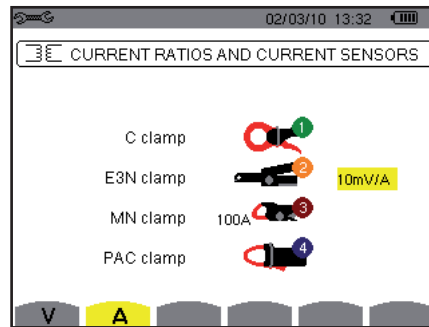 02/03/10 13:32
CURRENT RATIOS AND CURRENT SENSORS
C clamp 1
E3N clamp 2 10mV/A
MN clamp 100A 3
PAC clamp 4
V A